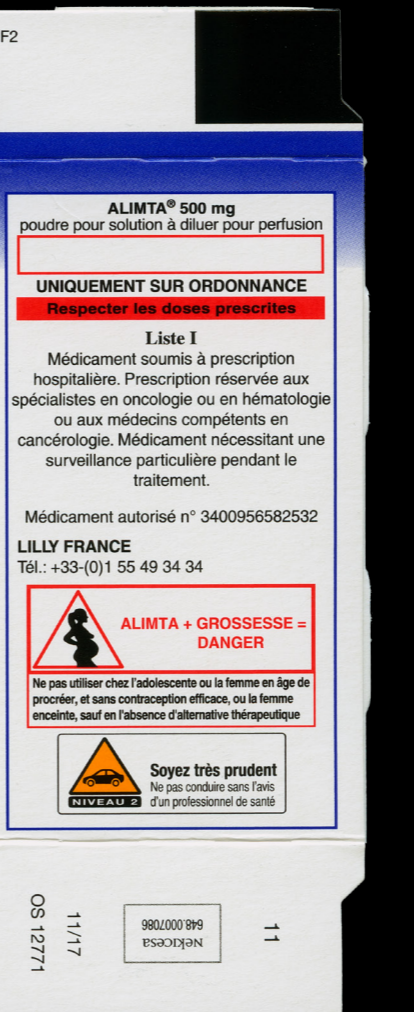 F2
ALIMTA® 500 mg
poudre pour solution à diluer pour perfusion
UNIQUEMENT SUR ORDONNANCE
Respecter les doses prescrites
Liste I
Médicament soumis à prescription
hospitalière. Prescription réservée aux
spécialistes en oncologie ou en hématologie
ou aux médecins compétents en
cancérologie. Médicament nécessitant une
surveillance particulière pendant le
traitement.
Médicament autorisé n° 3400956582532
LILLY FRANCE
Tél.: +33-(0)1 55 49 34 34
ALIMTA + GROSSESSE =
DANGER
Ne pas utiliser chez l'adolescente ou la femme en âge de
procréer, et sans contraception efficace, ou la femme
enceinte, sauf en l'absence d'alternative thérapeutique
Soyez très prudent
Ne pas conduire sans l'avis
d'un professionnel de santé
NIVEAU 2
OS 12771
11/17
Nekicesa
648.0007086
11